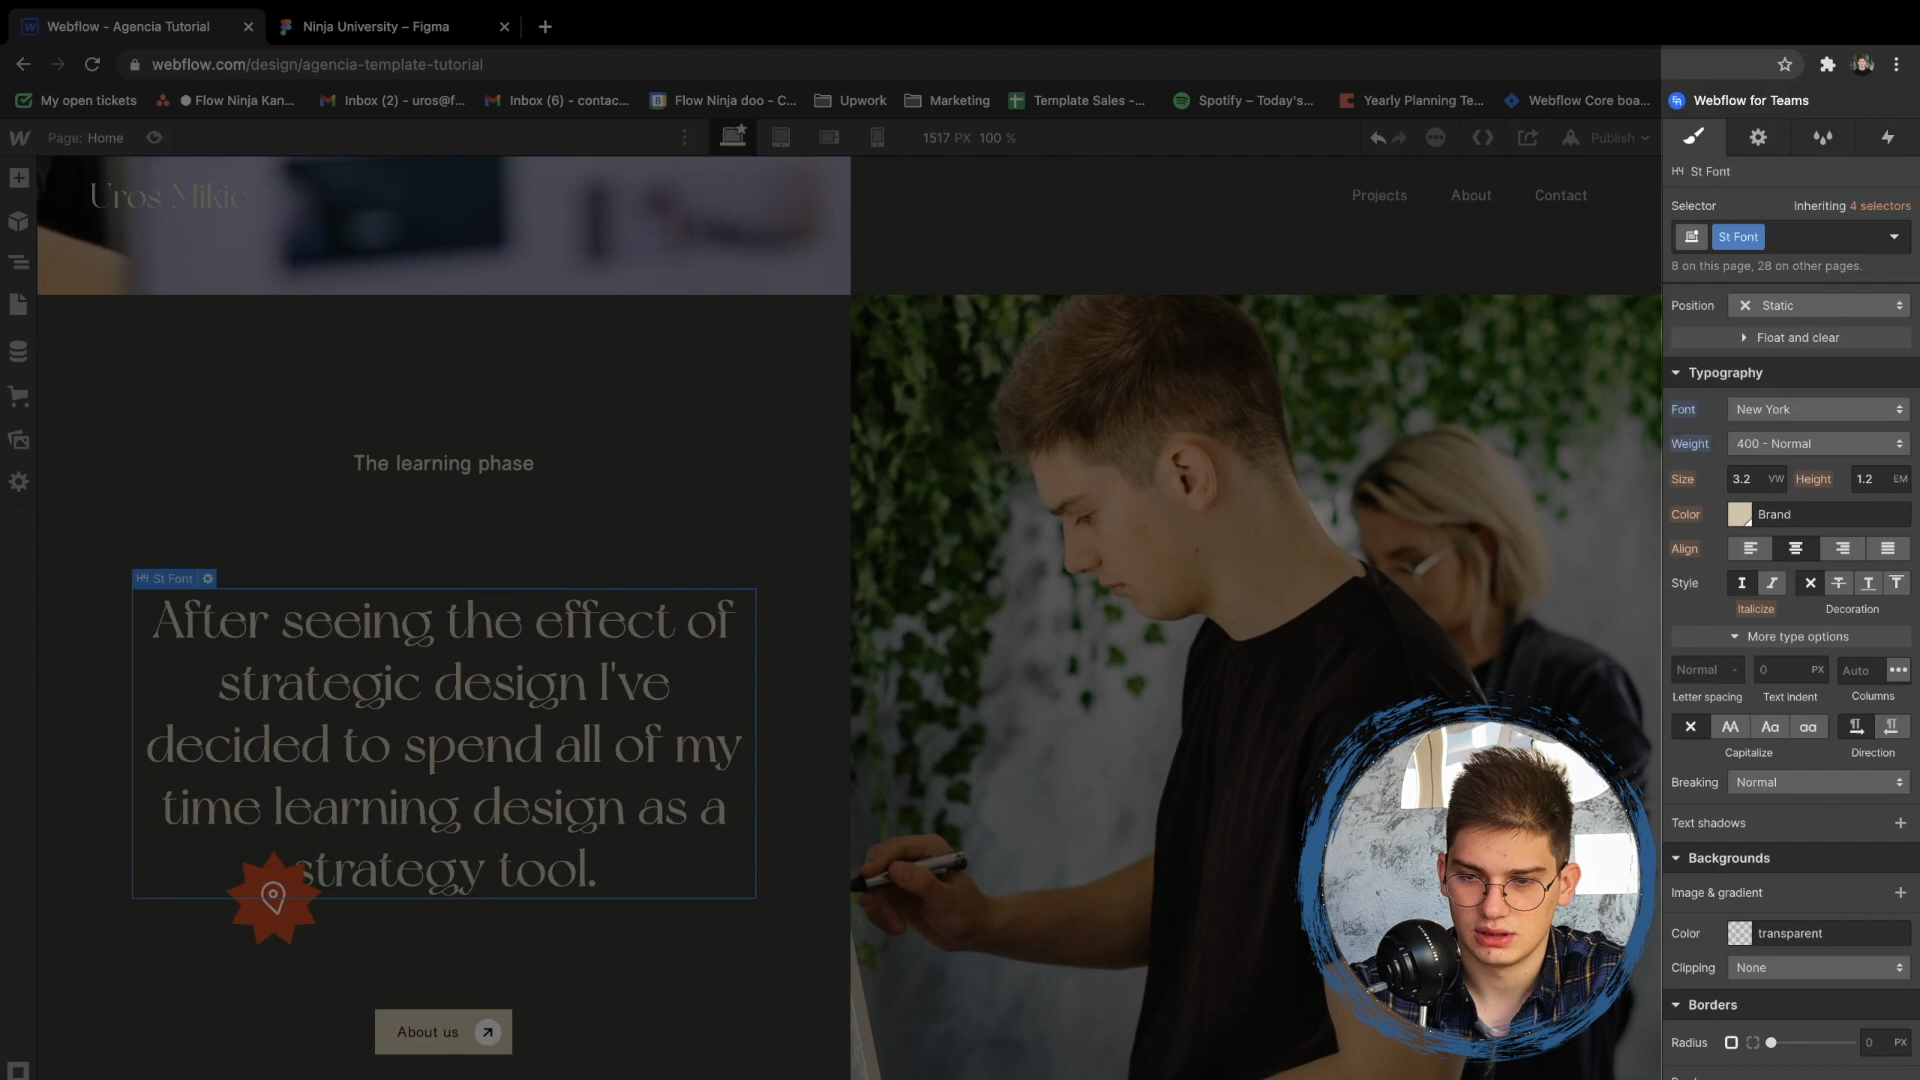 Webflow - Agencia Tutorial
Ninja University – Figma
webflow.com/design/agencia-template-tutorial
My open tickets
Flow Ninja Kan...
Inbox (2) - uros@f...
Inbox (6) - contac...
Flow Ninja doo - C...
Upwork
Marketing
Template Sales -...
Spotify – Today's...
Yearly Planning Te...
Webflow Core boa...
Webflow for Teams
Page: Home
1517 PX 100 %
Publish
H4 St Font
Selector
Inheriting 4 selectors
St Font
8 on this page, 28 on other pages.
Position
Static
Float and clear
Typography
Font
New York
Weight
400 - Normal
Size
3.2 VW
Height
1.2 EM
Color
Brand
Align
Style
Italicize
Decoration
More type options
Normal -
0 PX
Auto
Letter spacing
Text indent
Columns
AA
Aa
aa
Capitalize
Direction
Breaking
Normal
Text shadows
Backgrounds
Image & gradient
Color
transparent
Clipping
None
Borders
Radius
0 PX
Uros Mikic
Projects
About
Contact
The learning phase
H4 St Font
After seeing the effect of
strategic design I've
decided to spend all of my
time learning design as a
strategy tool.
About us